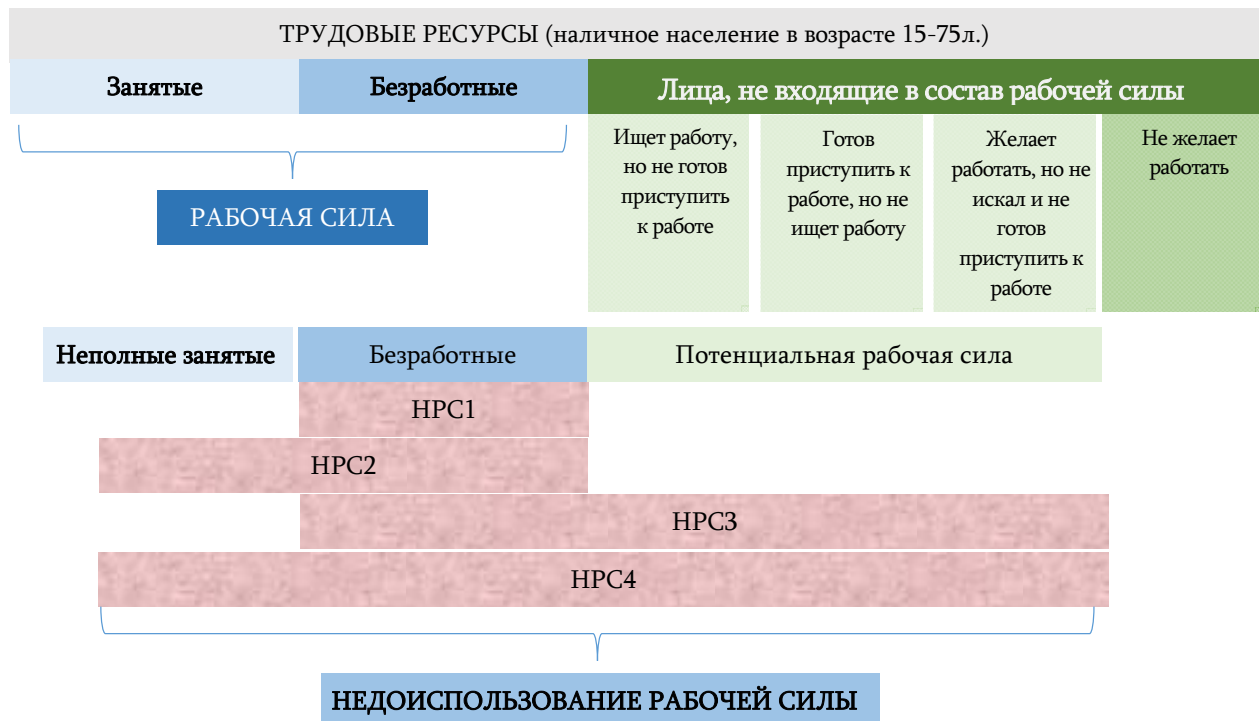 ТРУДОВЫЕ РЕСУРСЫ (наличное население в возрасте 15-75л.)
Занятые
Безработные
Лица, не входящие в состав рабочей силы
РАБОЧАЯ СИЛА
Ищет работу,
но не готов
приступить
к работе
Готов
приступить к
работе, но не
ищет работу
Желает
работать, но не
искал и не
готов
приступить к
работе
Не желает
работать
Неполные занятые
Безработные
Потенциальная рабочая сила
НРС1
НРС2
НРС3
НРС4
НЕДОИСПОЛЬЗОВАНИЕ РАБОЧЕЙ СИЛЫ